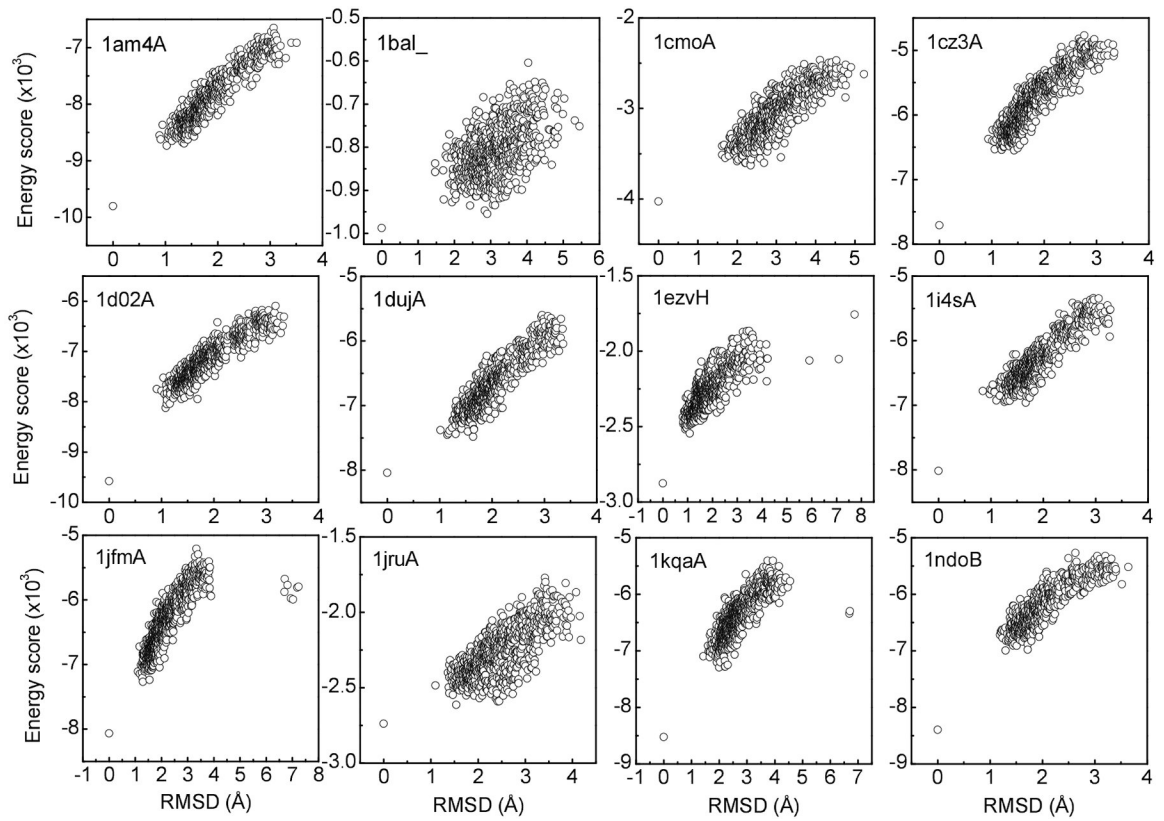 1am4A
1bal_
1cmoA
1cz3A
Energy score (x10³)
-7
-8
-9
-10
0 1 2 3 4
-0.5
-0.6
-0.7
-0.8
-0.9
-1.0
0 1 2 3 4 5 6
-2
-3
-4
0 1 2 3 4 5
-5
-6
-7
-8
0 1 2 3 4
1d02A
1dujA
1ezvH
1i4sA
Energy score (x10³)
-6
-7
-8
-9
-10
0 1 2 3 4
-5
-6
-7
-8
0 1 2 3 4
-1.5
-2.0
-2.5
-3.0
0 1 2 3 4 5 6 7 8
-5
-6
-7
-8
0 1 2 3 4
1jfmA
1jruA
1kqaA
1ndoB
Energy score (x10³)
-5
-6
-7
-8
-1 0 1 2 3 4 5 6 7 8
-1.5
-2.0
-2.5
-3.0
0 1 2 3 4
-4
-5
-6
-7
-8
-9
-1 0 1 2 3 4 5 6 7
-5
-6
-7
-8
-9
0 1 2 3 4
RMSD (Å)
RMSD (Å)
RMSD (Å)
RMSD (Å)